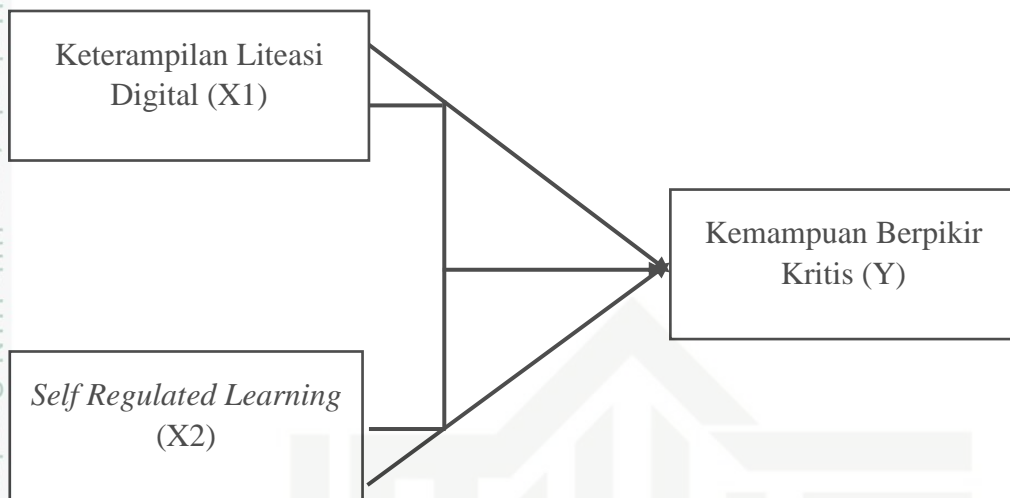 Keterampilan Liteasi
Digital (X1)
Kemampuan Berpikir
Kritis (Y)
Self Regulated Learning
(X2)